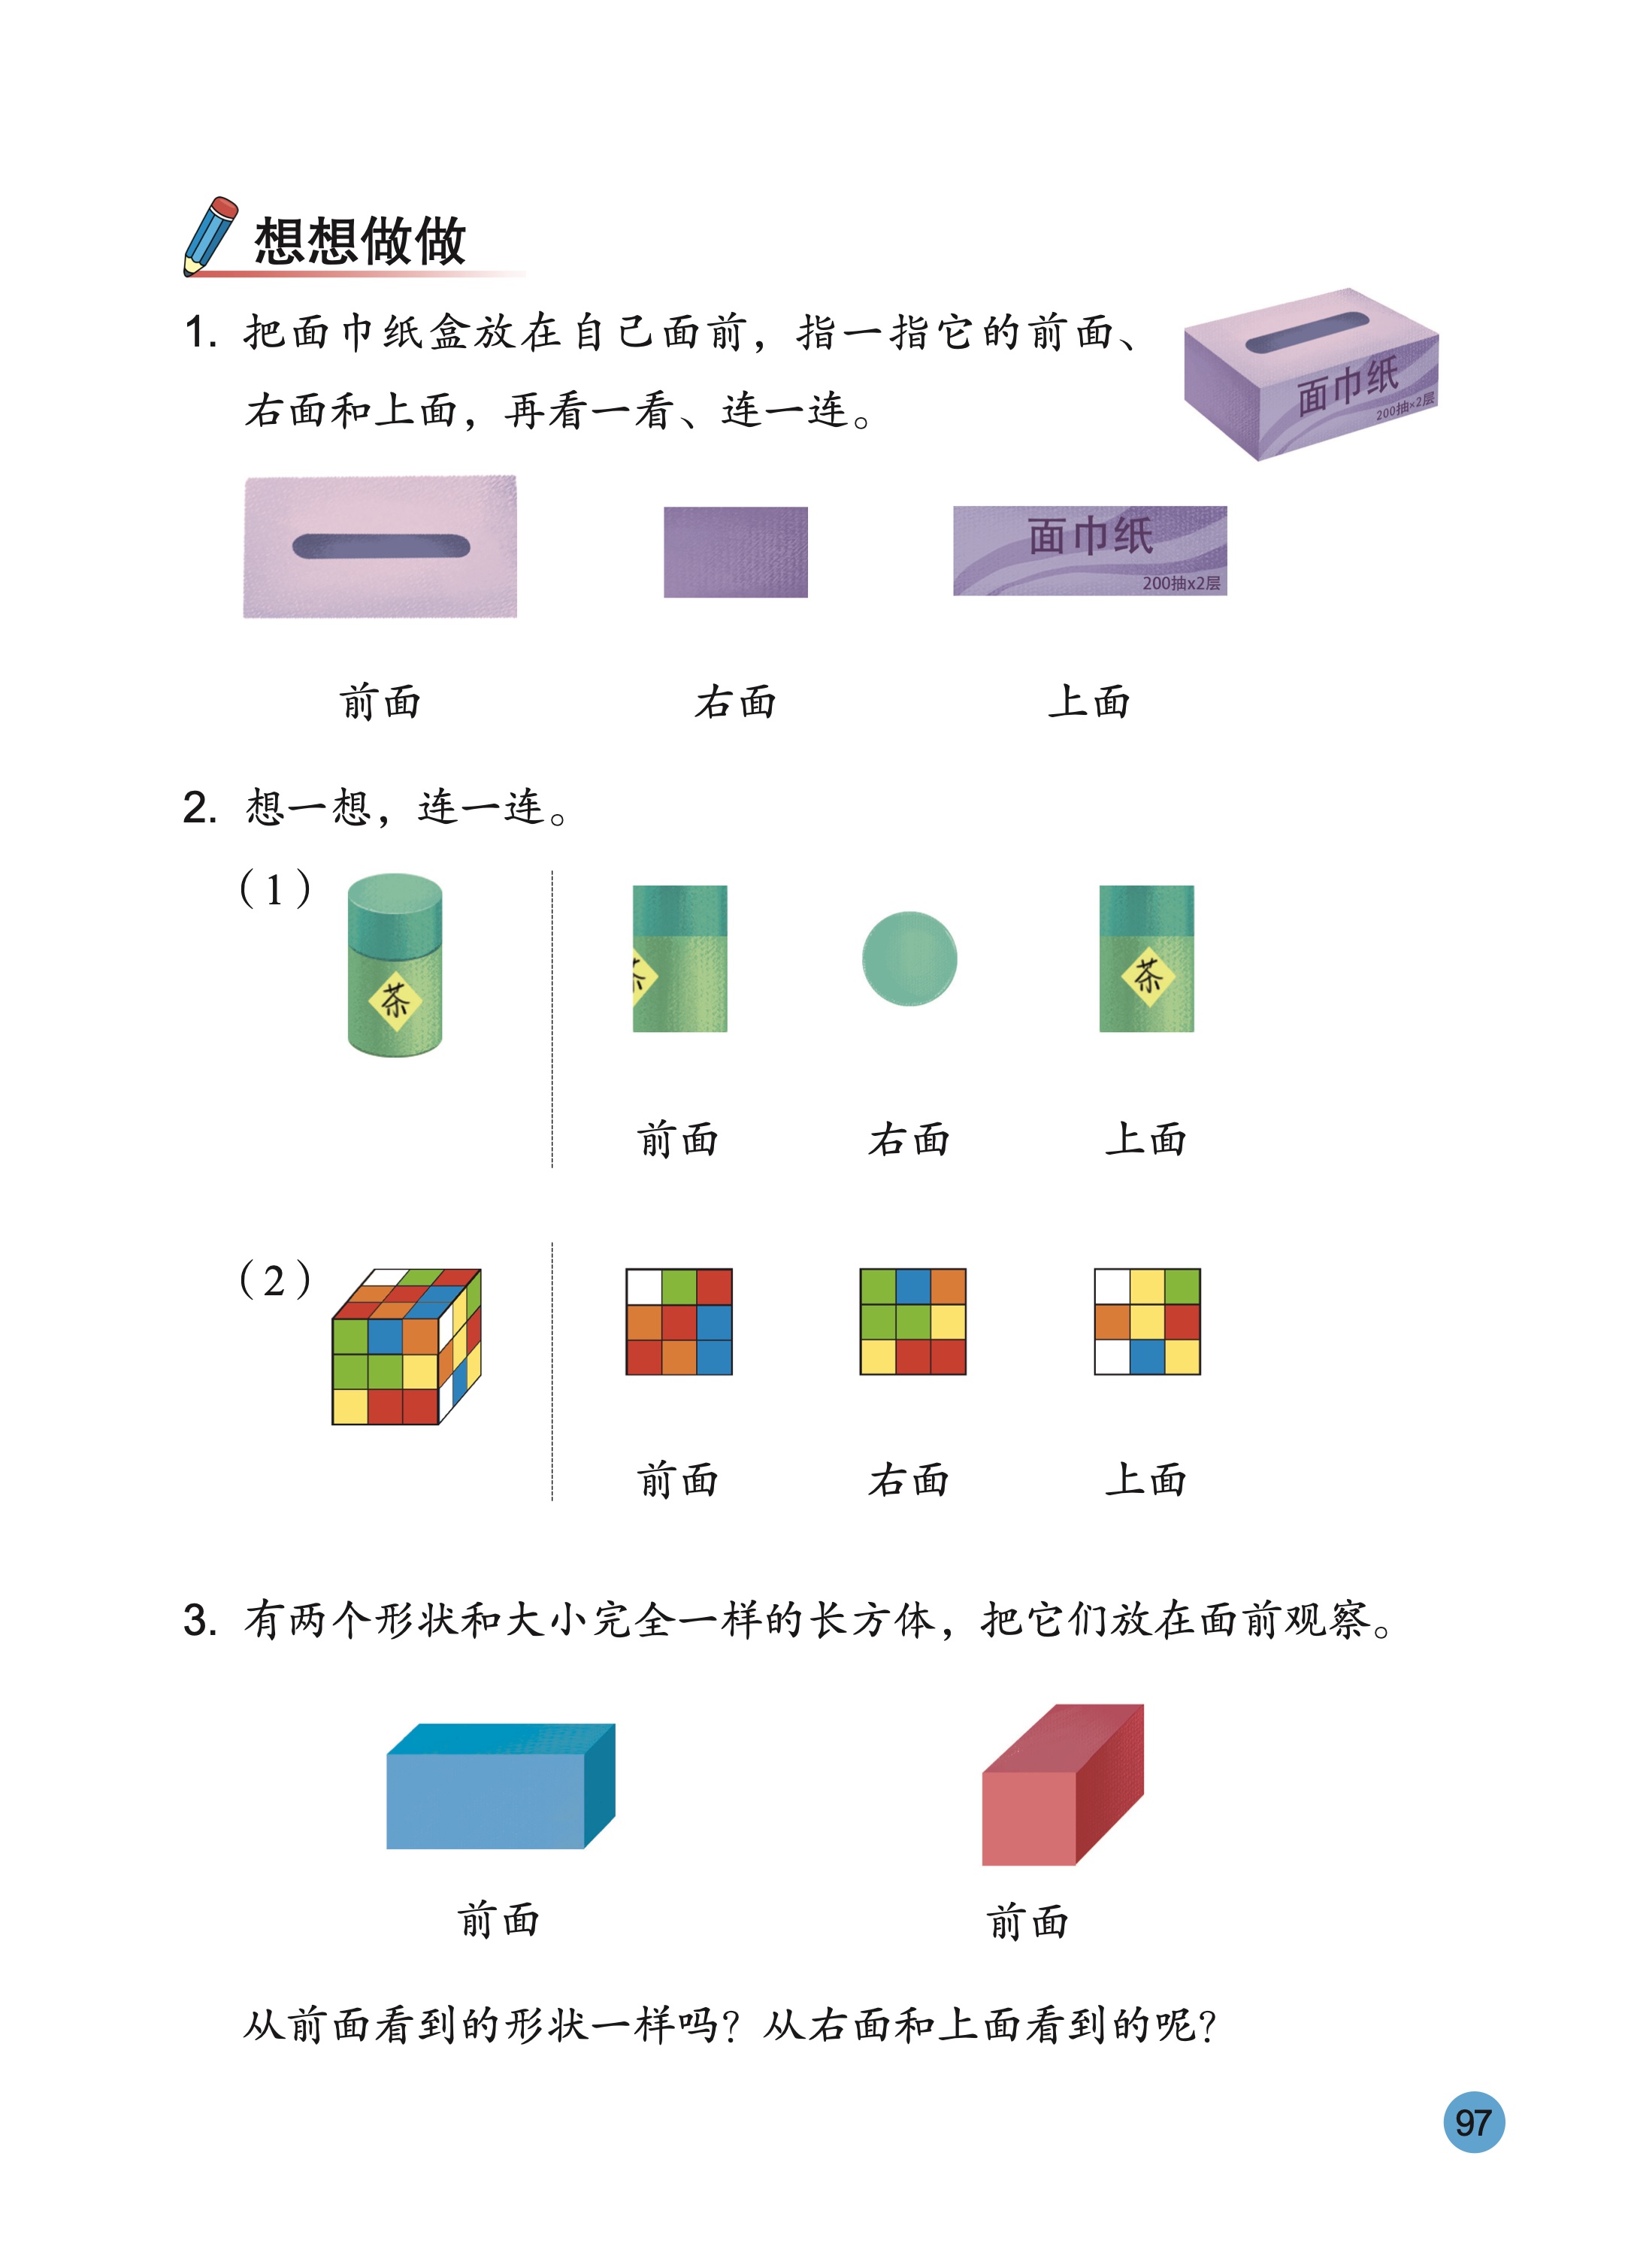 想想做做
1. 把面巾纸盒放在自己面前，指一指它的前面、
右面和上面，再看一看、连一连。
面巾纸
200抽×2层
面巾纸
200抽x2层
前面 右面 上面
2. 想一想，连一连。
（1）
茶
茶
茶
前面 右面 上面
（2）
前面 右面 上面
3. 有两个形状和大小完全一样的长方体，把它们放在面前观察。
前面 前面
从前面看到的形状一样吗？从右面和上面看到的呢？
97